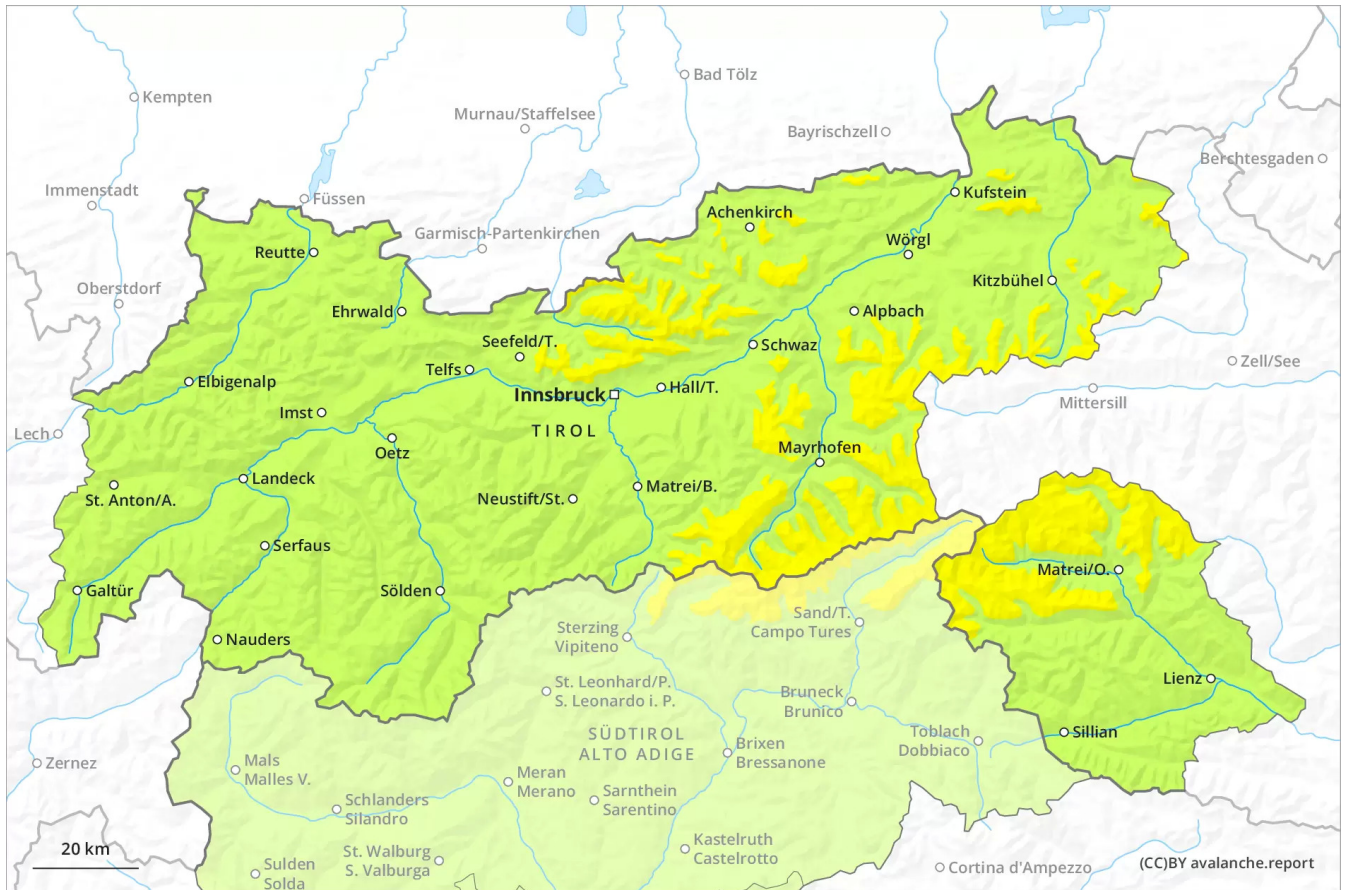 Bad Tölz
Kempten
Murnau/Staffelsee
Bayrischzell
Berchtesgaden
Immenstadt
Füssen
Kufstein
Achenkirch
Garmisch-Partenkirchen
Wörgl
Reutte
Oberstdorf
Kitzbühel
Ehrwald
Alpbach
Seefeld/T.
Schwaz
Zell/See
Telfs
Elbigenalp
Hall/T.
Innsbruck
Mittersill
Imst
TIROL
Lech
Oetz
Mayrhofen
Landeck
St. Anton/A.
Neustift/St.
Matrei/B.
Serfaus
Matrei/O.
Galtür
Sölden
Sand/T.
Campo Tures
Sterzing
Vipiteno
Nauders
Lienz
St. Leonhard/P.
S. Leonardo i. P.
Bruneck
Brunico
SÜDTIROL
ALTO ADIGE
Toblach
Dobbiaco
Sillian
Brixen
Bressanone
Zernez
Mals
Malles V.
Meran
Merano
Sarnthein
Sarentino
Schlanders
Silandro
Kastelruth
Castelrotto
20 km
St. Walburg
S. Valburga
Sulden
Solda
Cortina d'Ampezzo
(CC)BY avalanche.report